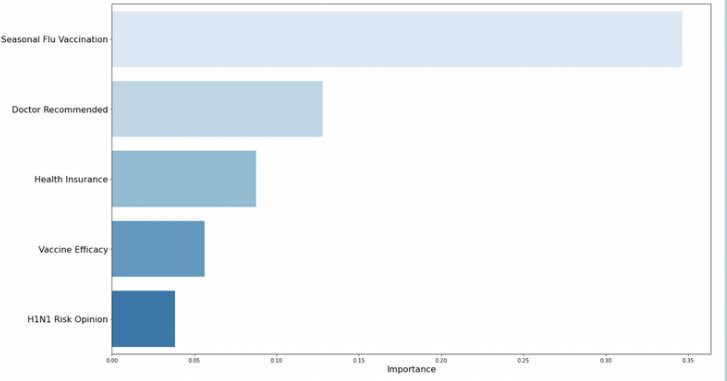 Seasonal Flu Vaccination
Doctor Recommended
Health Insurance
Vaccine Efficacy
H1N1 Risk Opinion
0.00 0.05 0.10 0.15 0.20 0.25 0.30 0.35
Importance